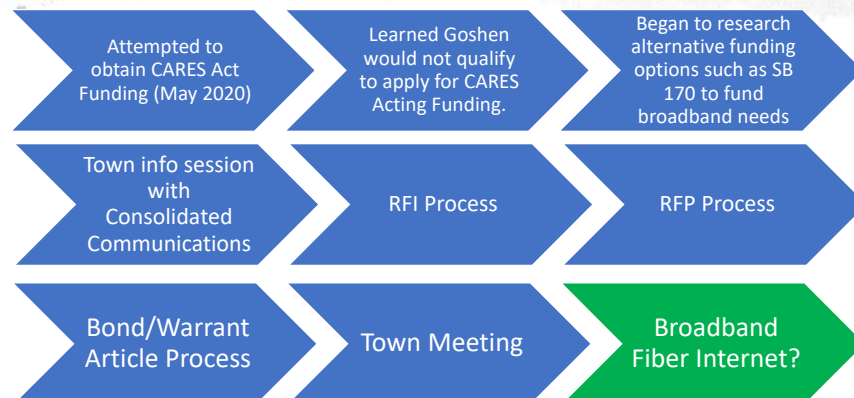 Attempted to
obtain CARES Act
Funding (May 2020)
Learned Goshen
would not qualify
to apply for CARES
Acting Funding.
Began to research
alternative funding
options such as SB
170 to fund
broadband needs
Town info session
with
Consolidated
Communications
RFI Process
RFP Process
Bond/Warrant
Article Process
Town Meeting
Broadband
Fiber Internet?